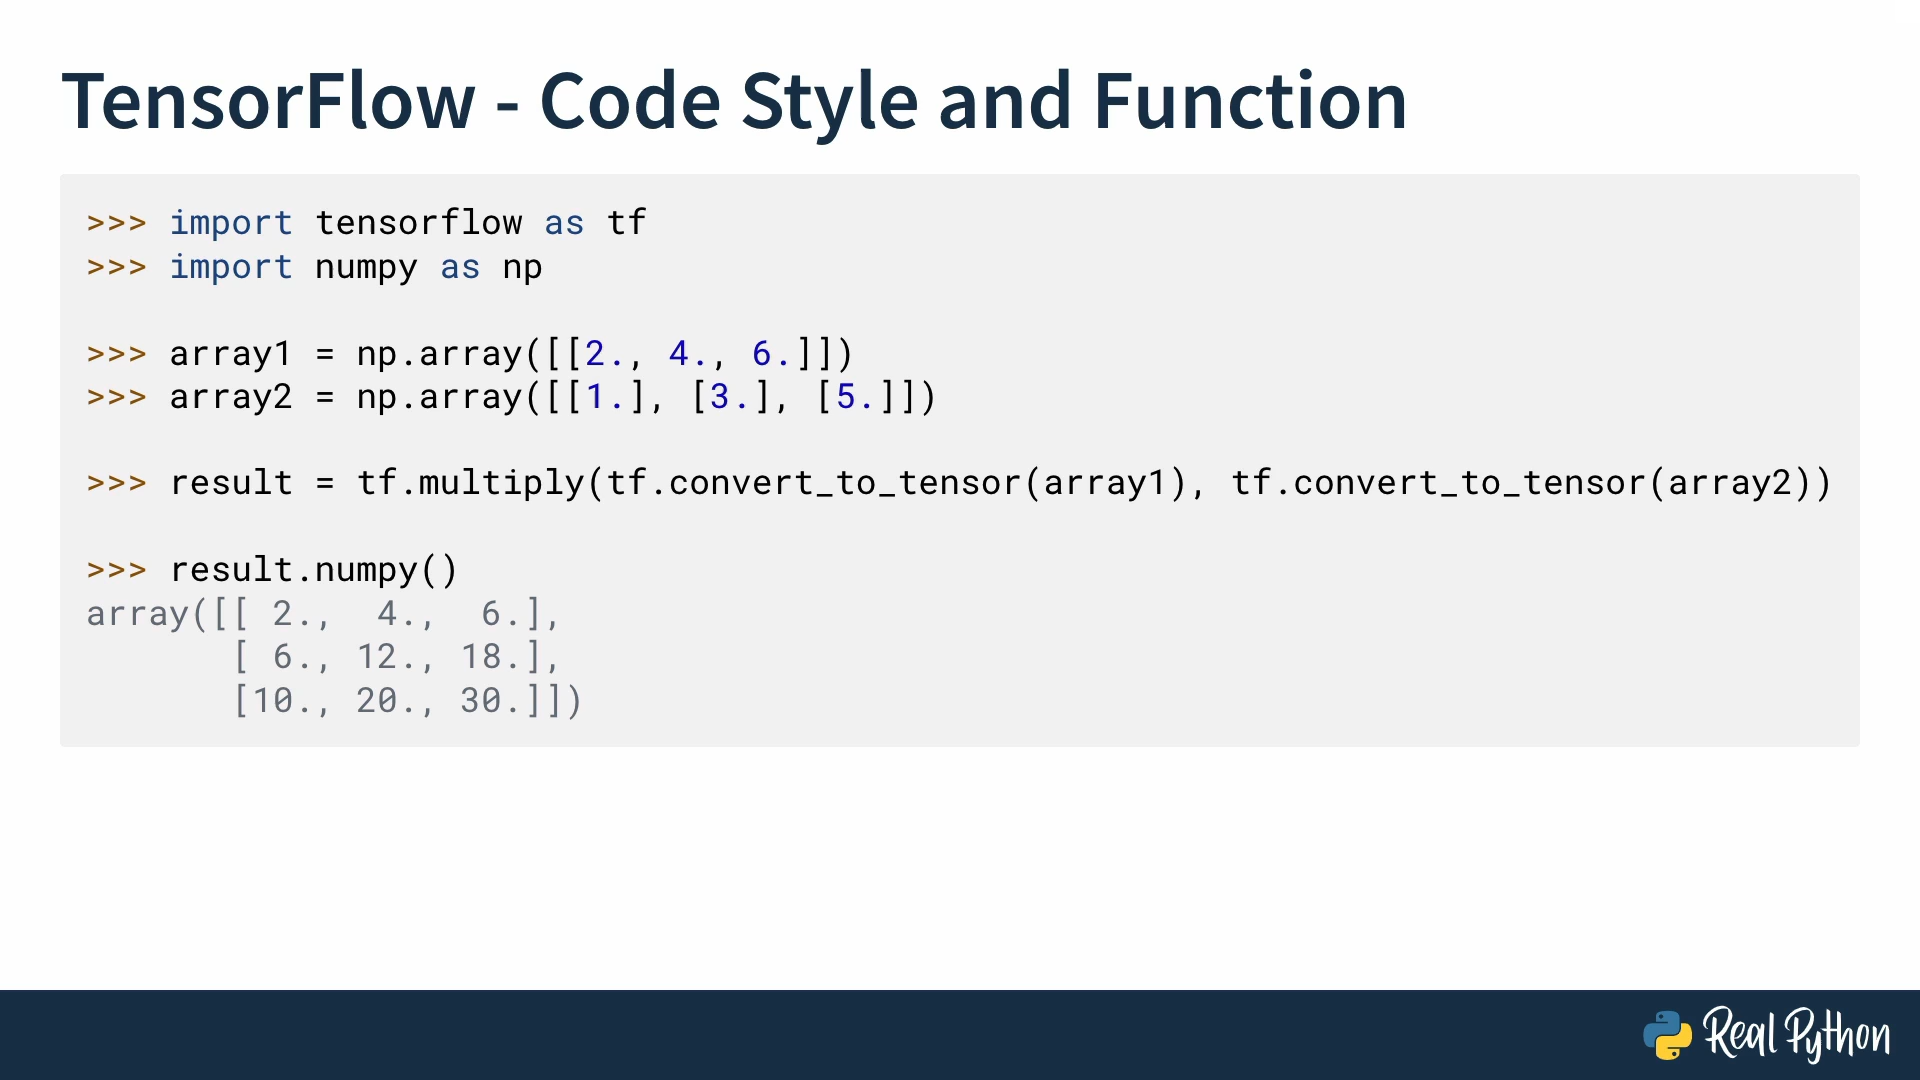 TensorFlow - Code Style and Function
>>> import tensorflow as tf
>>> import numpy as np
>>> array1 = np.array([[2., 4., 6.]])
>>> array2 = np.array([[1.], [3.], [5.]])
>>> result = tf.multiply(tf.convert_to_tensor(array1), tf.convert_to_tensor(array2))
>>> result.numpy()
array([[ 2.,  4.,  6.],
       [ 6., 12., 18.],
       [10., 20., 30.]])
Real Python